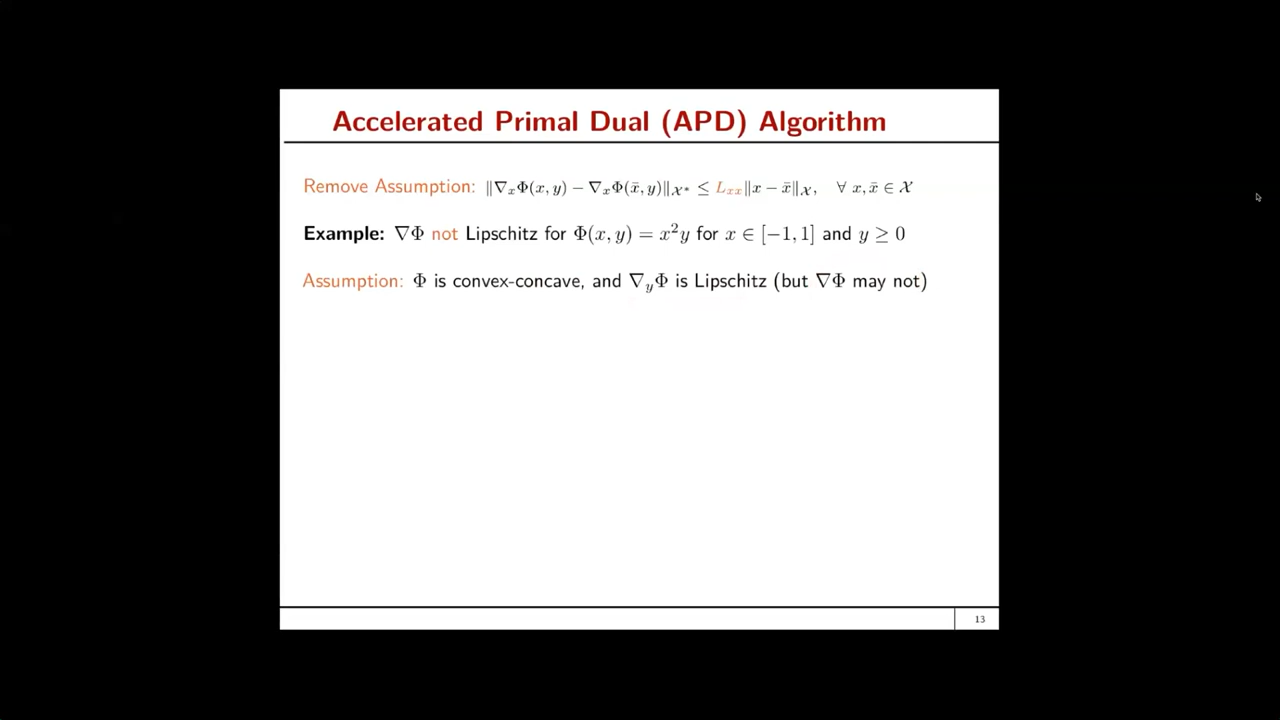 Accelerated Primal Dual (APD) Algorithm
Remove Assumption: ‖∇ₓΦ(x, y) − ∇ₓΦ(x̄, y)‖𝒳* ≤ Lₓₓ‖x − x̄‖𝒳, ∀ x, x̄ ∈ 𝒳
Example: ∇Φ not Lipschitz for Φ(x, y) = x²y for x ∈ [−1, 1] and y ≥ 0
Assumption: Φ is convex-concave, and ∇yΦ is Lipschitz (but ∇Φ may not)
13